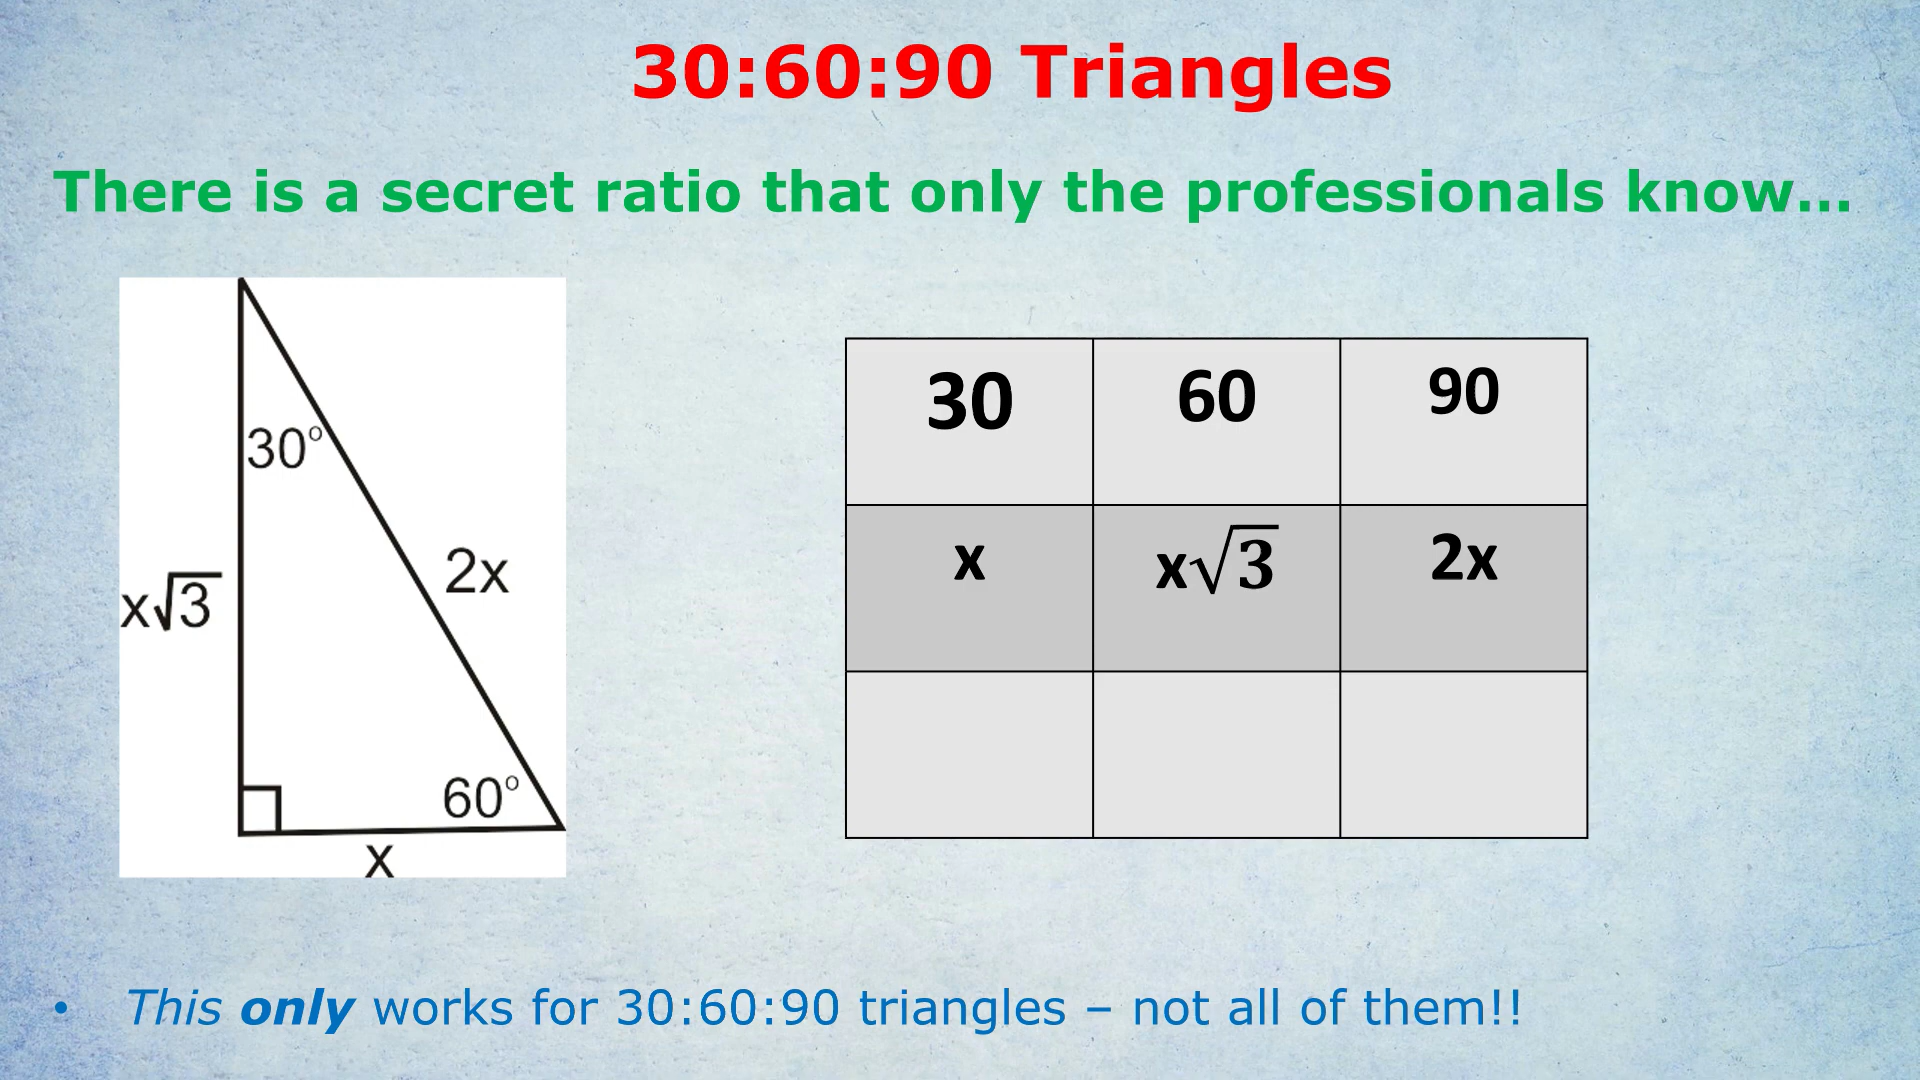 30:60:90 Triangles
There is a secret ratio that only the professionals know...
30°
2x
x√3
60°
x
30 60 90
x x√3 2x
• This only works for 30:60:90 triangles – not all of them!!